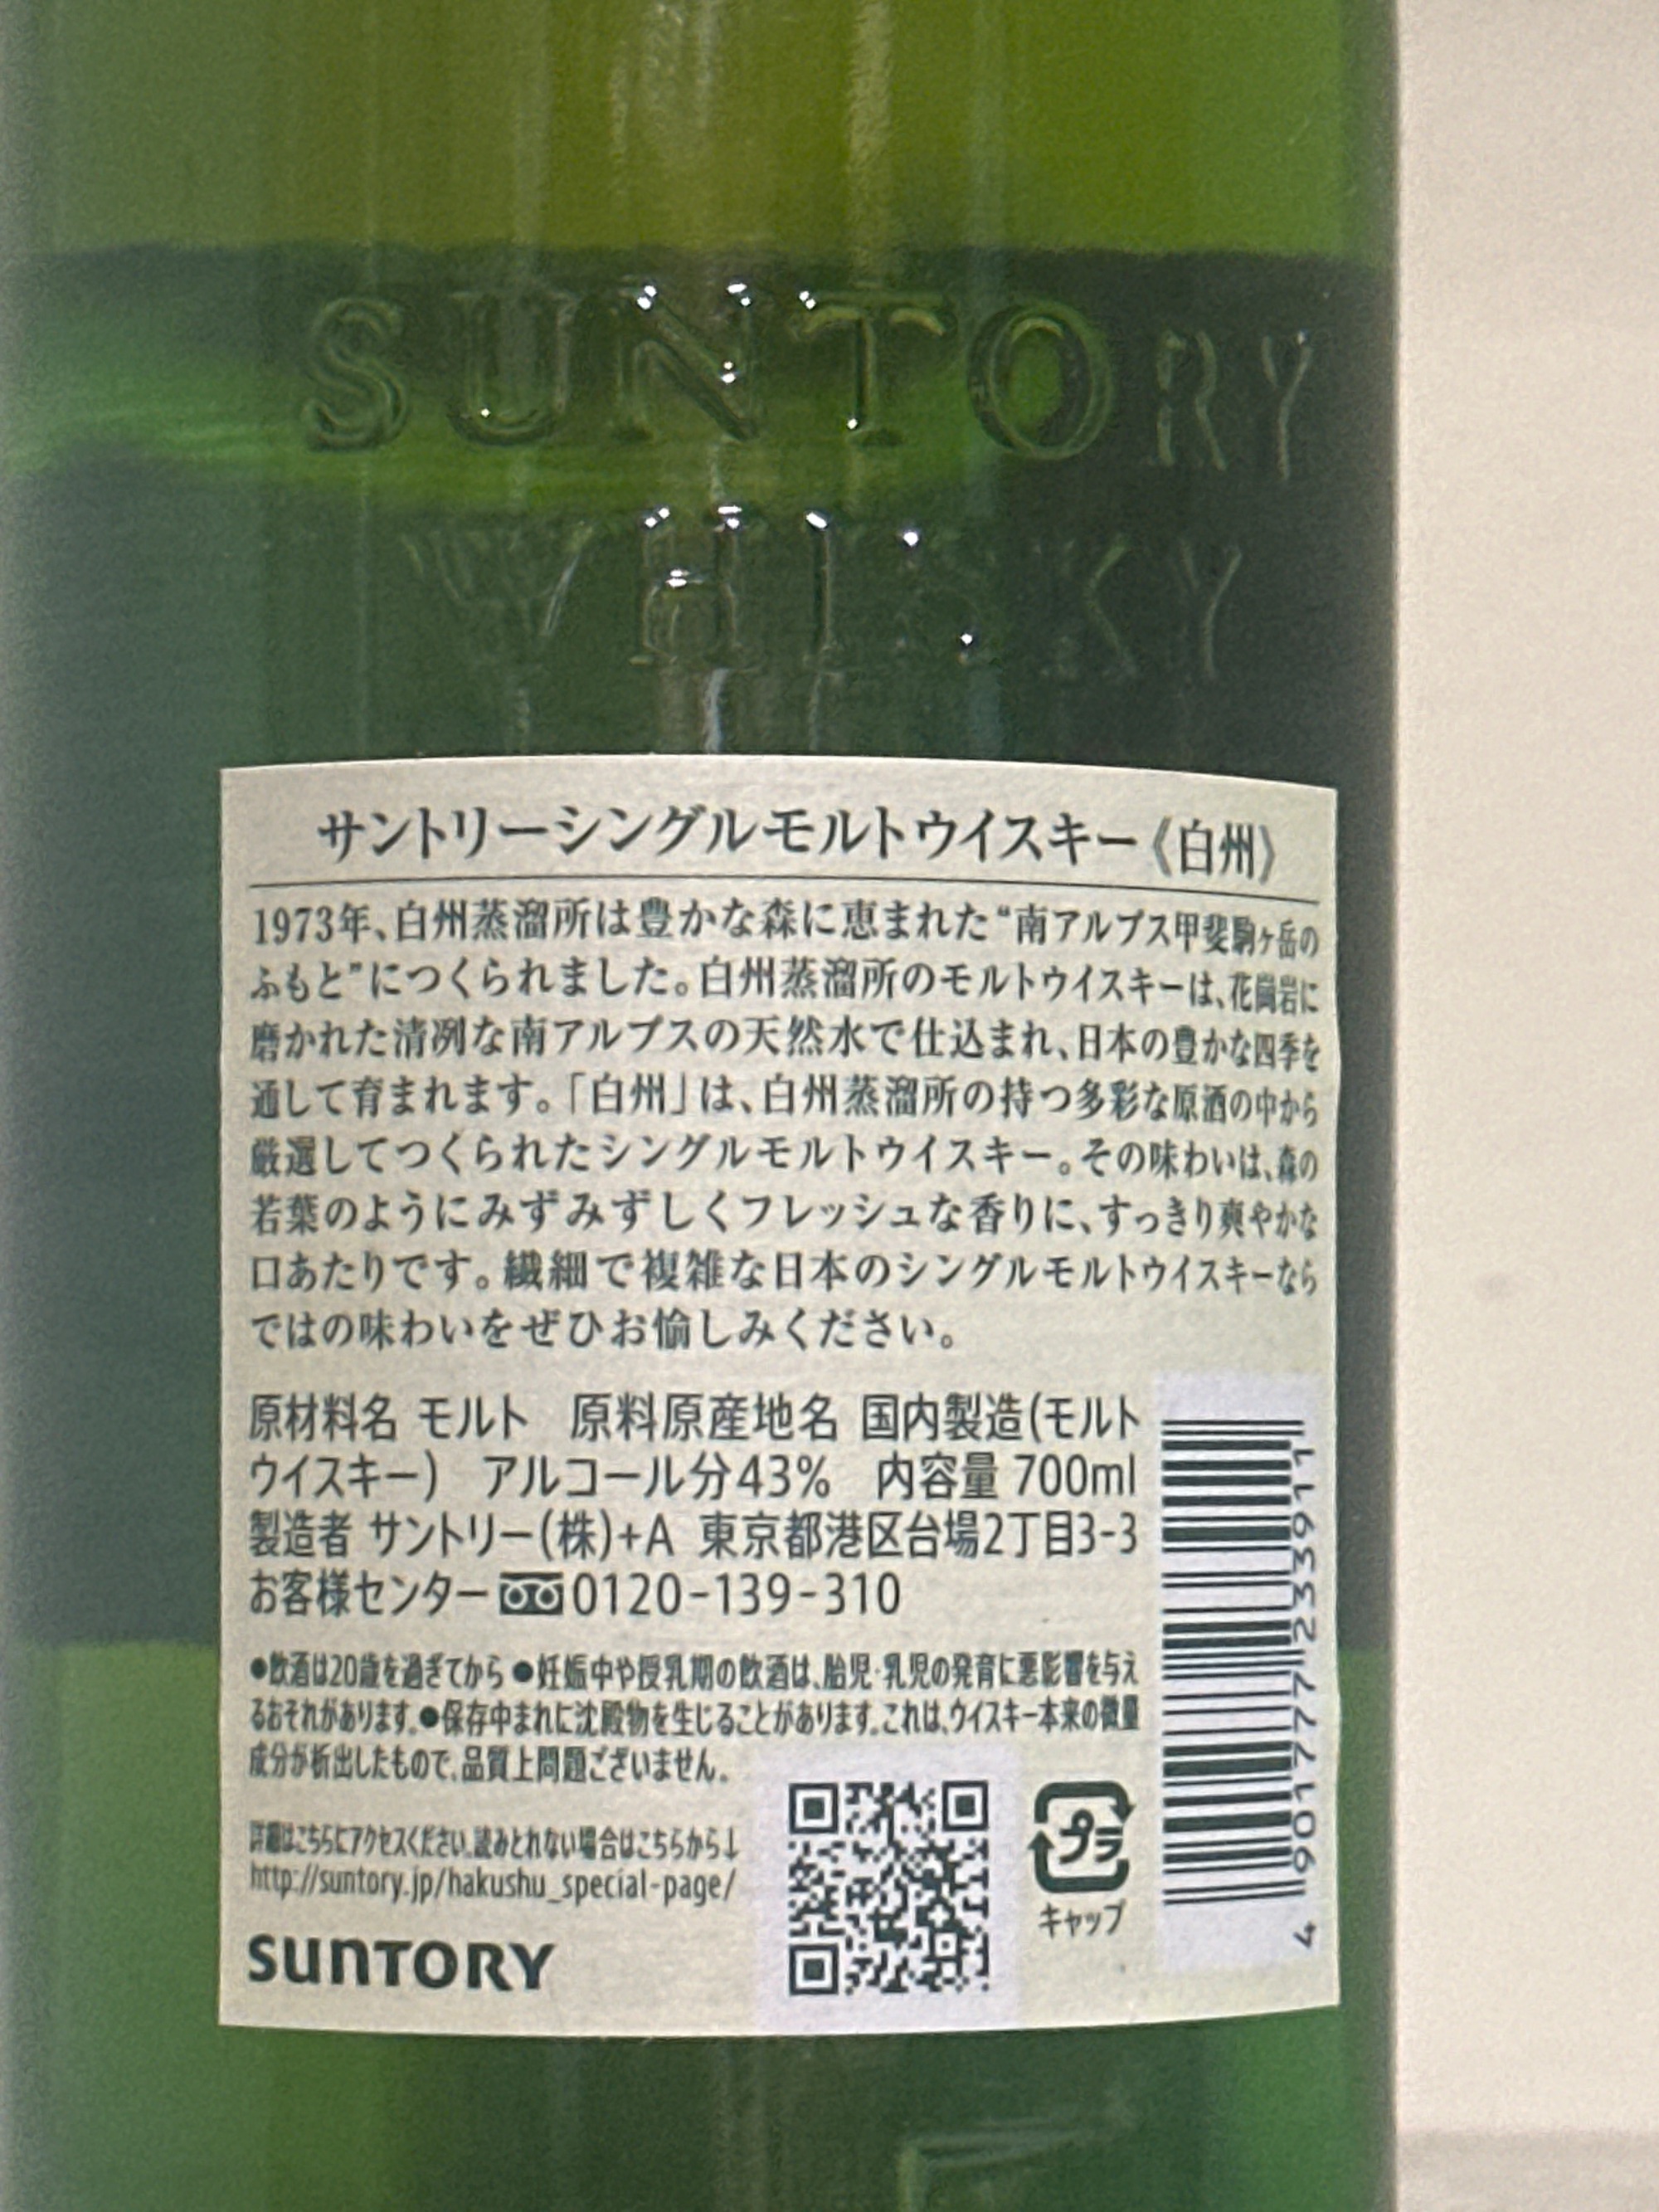 SUNTORY
WHISKY
サントリーシングルモルトウイスキー《白州》
1973年、白州蒸溜所は豊かな森に恵まれた“南アルプス甲斐駒ヶ岳の
ふもと”につくられました。白州蒸溜所のモルトウイスキーは、花崗岩に
磨かれた清冽な南アルプスの天然水で仕込まれ、日本の豊かな四季を
通して育まれます。「白州」は、白州蒸溜所の持つ多彩な原酒の中から
厳選してつくられたシングルモルトウイスキー。その味わいは、森の
若葉のようにみずみずしくフレッシュな香りに、すっきり爽やかな
口あたりです。繊細で複雑な日本のシングルモルトウイスキーなら
ではの味わいをぜひお愉しみください。
原材料名 モルト 原料原産地名 国内製造(モルト
ウイスキー) アルコール分43% 内容量 700ml
製造者 サントリー(株)+A 東京都港区台場2丁目3-3
お客様センター 0120-139-310
●飲酒は20歳を過ぎてから ●妊娠中や授乳期の飲酒は、胎児・乳児の発育に悪影響を与え
るおそれがあります。●保存中まれに沈殿物を生じることがあります。これは、ウイスキー本来の微量
成分が析出したもので、品質上問題ございません。
詳細はこちらにアクセスください。読みとれない場合はこちらから↓
http://suntory.jp/hakushu_special-page/
SUNTORY
プラ
キャップ
4 901777 233911